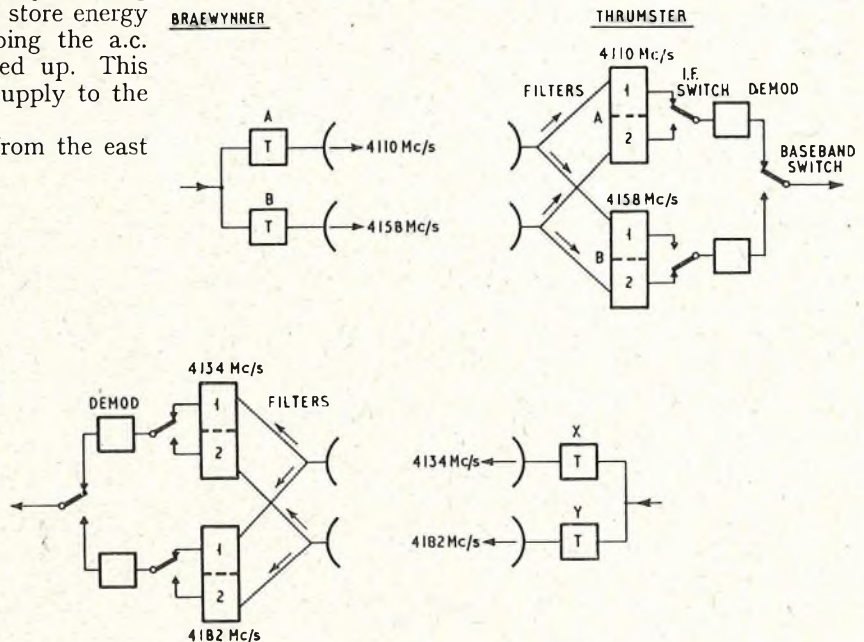 store energy
ping the a.c.
ed up. This
supply to the
from the east
BRAEWYNNER
THRUMSTER
4110 Mc/s
FILTERS
I.F.
SWITCH
DEMOD
A
1
2
BASEBAND
SWITCH
A
T
4110 Mc/s
B
T
4158 Mc/s
4158 Mc/s
B
1
2
4134 Mc/s
DEMOD
FILTERS
1
2
1
2
4182 Mc/s
X
4134 Mc/s
T
Y
4182 Mc/s
T